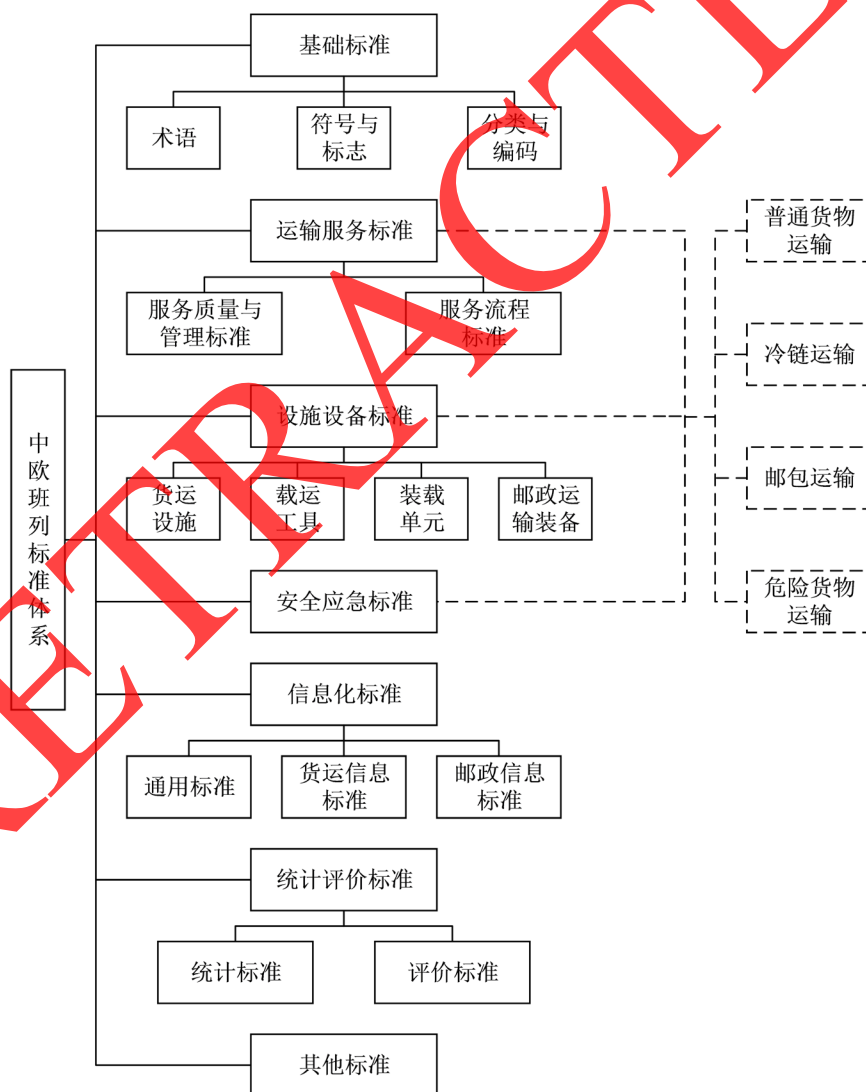 基础标准
术语
符号与
标志
分类与
编码
运输服务标准
服务质量与
管理标准
服务流程
标准
普通货物
运输
冷链运输
邮包运输
危险货物
运输
中欧班列标准体系
设施设备标准
货运
设施
载运
工具
装载
单元
邮政运
输装备
安全应急标准
信息化标准
通用标准
货运信息
标准
邮政信息
标准
统计评价标准
统计标准
评价标准
其他标准
RETRACTE